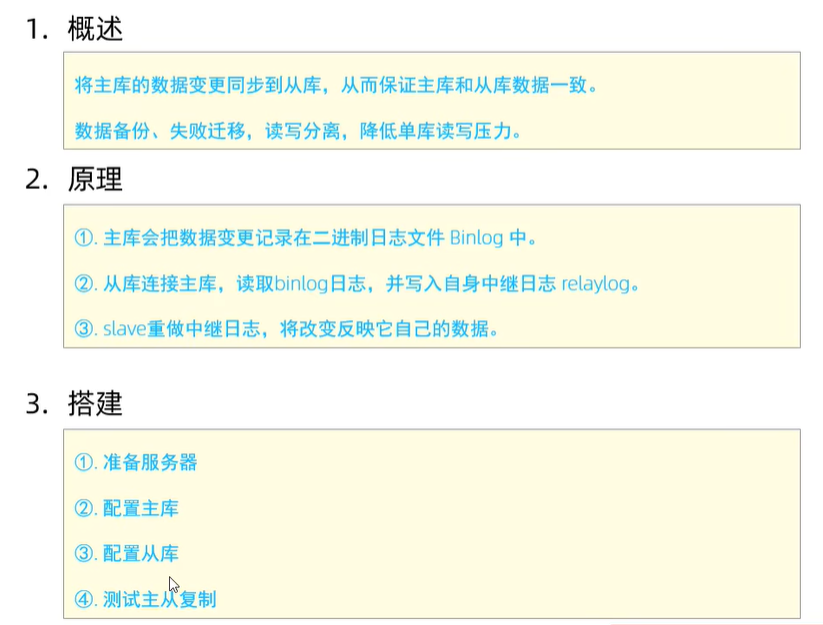 1. 概述
将主库的数据变更同步到从库，从而保证主库和从库数据一致。
数据备份、失败迁移，读写分离，降低单库读写压力。
2. 原理
①. 主库会把数据变更记录在二进制日志文件 Binlog 中。
②. 从库连接主库，读取binlog日志，并写入自身中继日志 relaylog。
③. slave重做中继日志，将改变反映它自己的数据。
3. 搭建
①. 准备服务器
②. 配置主库
③. 配置从库
④. 测试主从复制